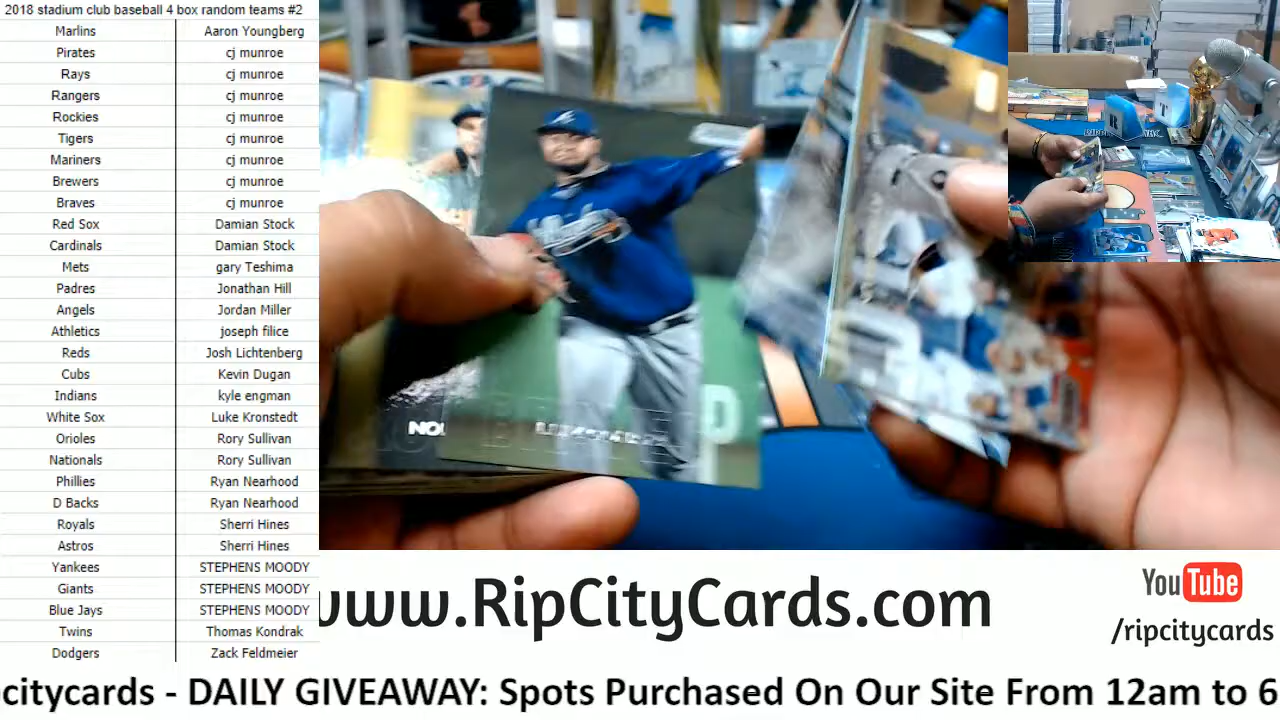 2018 stadium club baseball 4 box random teams #2
Marlins Aaron Youngberg
Pirates cj munroe
Rays cj munroe
Rangers cj munroe
Rockies cj munroe
Tigers cj munroe
Mariners cj munroe
Brewers cj munroe
Braves cj munroe
Red Sox Damian Stock
Cardinals Damian Stock
Mets gary Teshima
Padres Jonathan Hill
Angels Jordan Miller
Athletics joseph filice
Reds Josh Lichtenberg
Cubs Kevin Dugan
Indians kyle engman
White Sox Luke Kronstedt
Orioles Rory Sullivan
Nationals Rory Sullivan
Phillies Ryan Nearhood
D Backs Ryan Nearhood
Royals Sherri Hines
Astros Sherri Hines
Yankees STEPHENS MOODY
Giants STEPHENS MOODY
Blue Jays STEPHENS MOODY
Twins Thomas Kondrak
Dodgers Zack Feldmeier
NOL
www.RipCityCards.com
YouTube
/ripcitycards
citycards - DAILY GIVEAWAY: Spots Purchased On Our Site From 12am to 6